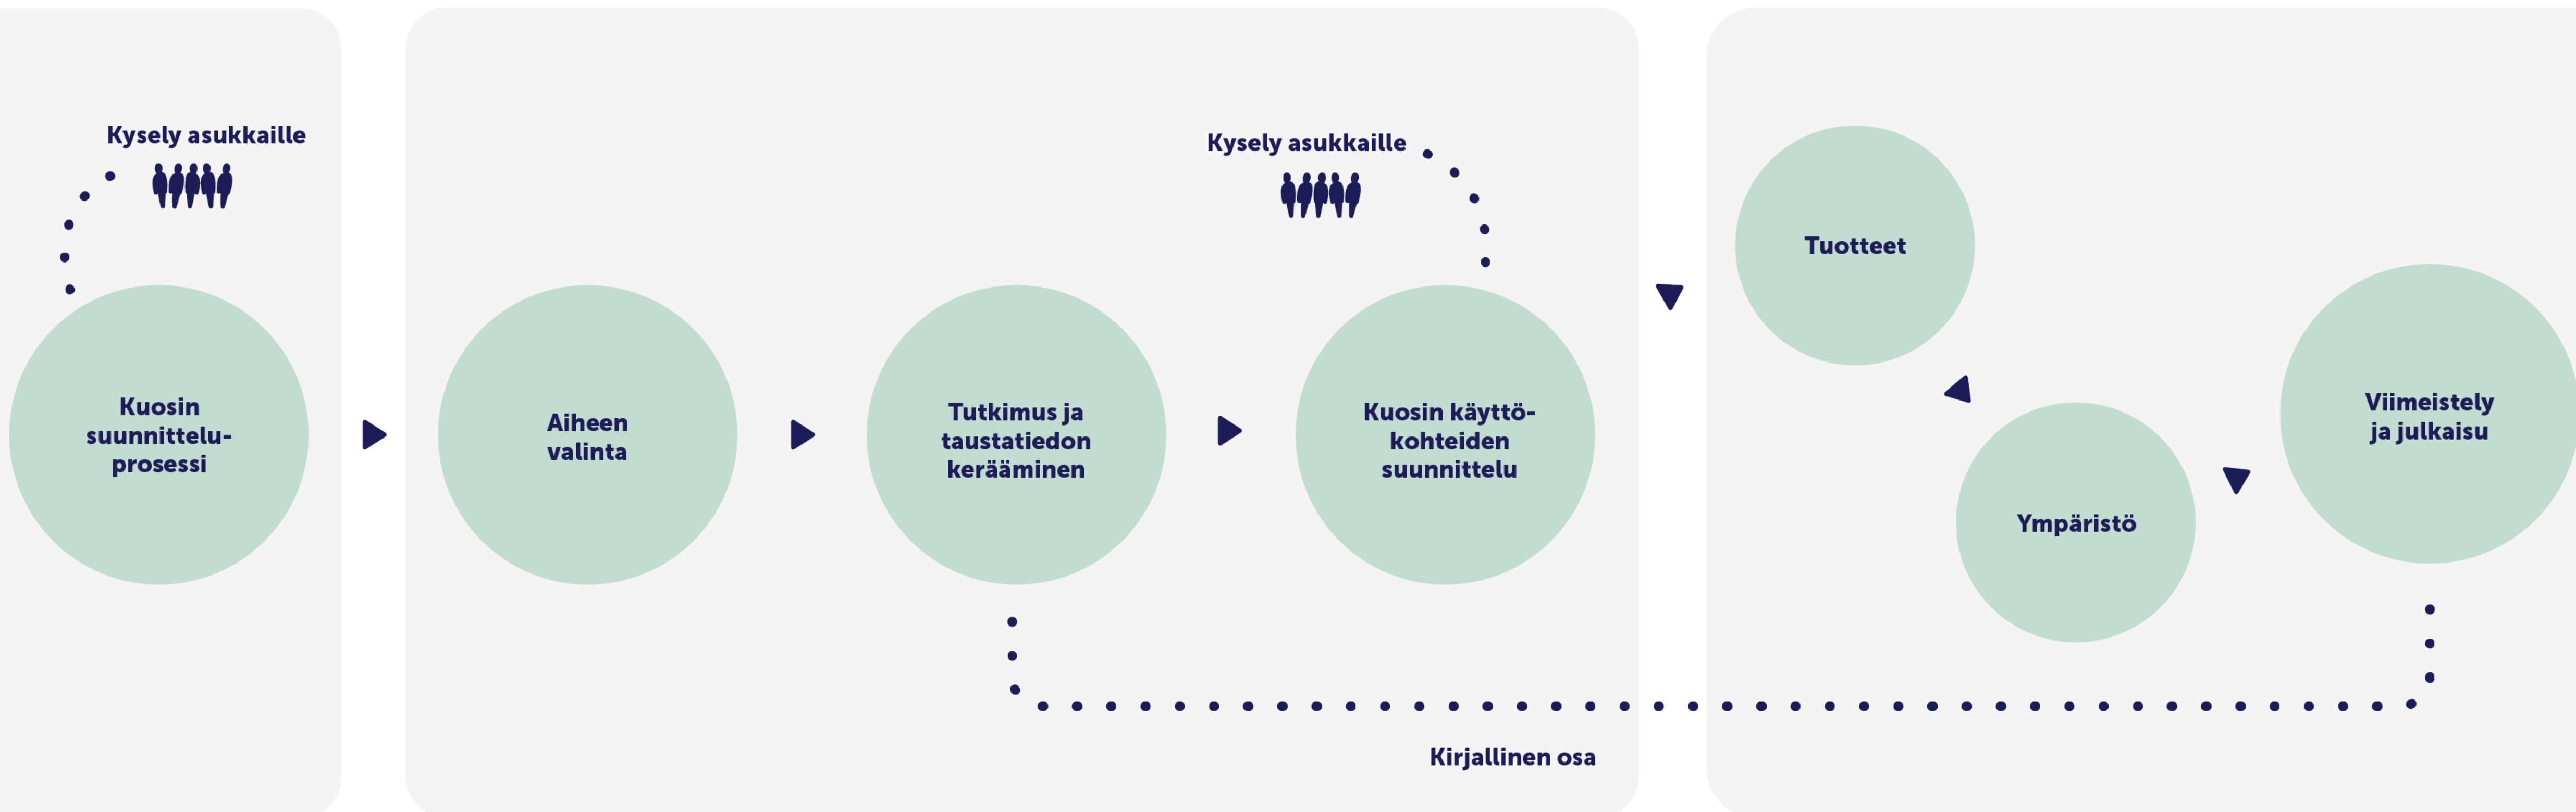 Kysely asukkaille
Kuosin
suunnittelu-
prosessi
Aiheen
valinta
Tutkimus ja
taustatiedon
kerääminen
Kysely asukkaille
Kuosin käyttö-
kohteiden
suunnittelu
Tuotteet
Ympäristö
Viimeistely
ja julkaisu
Kirjallinen osa